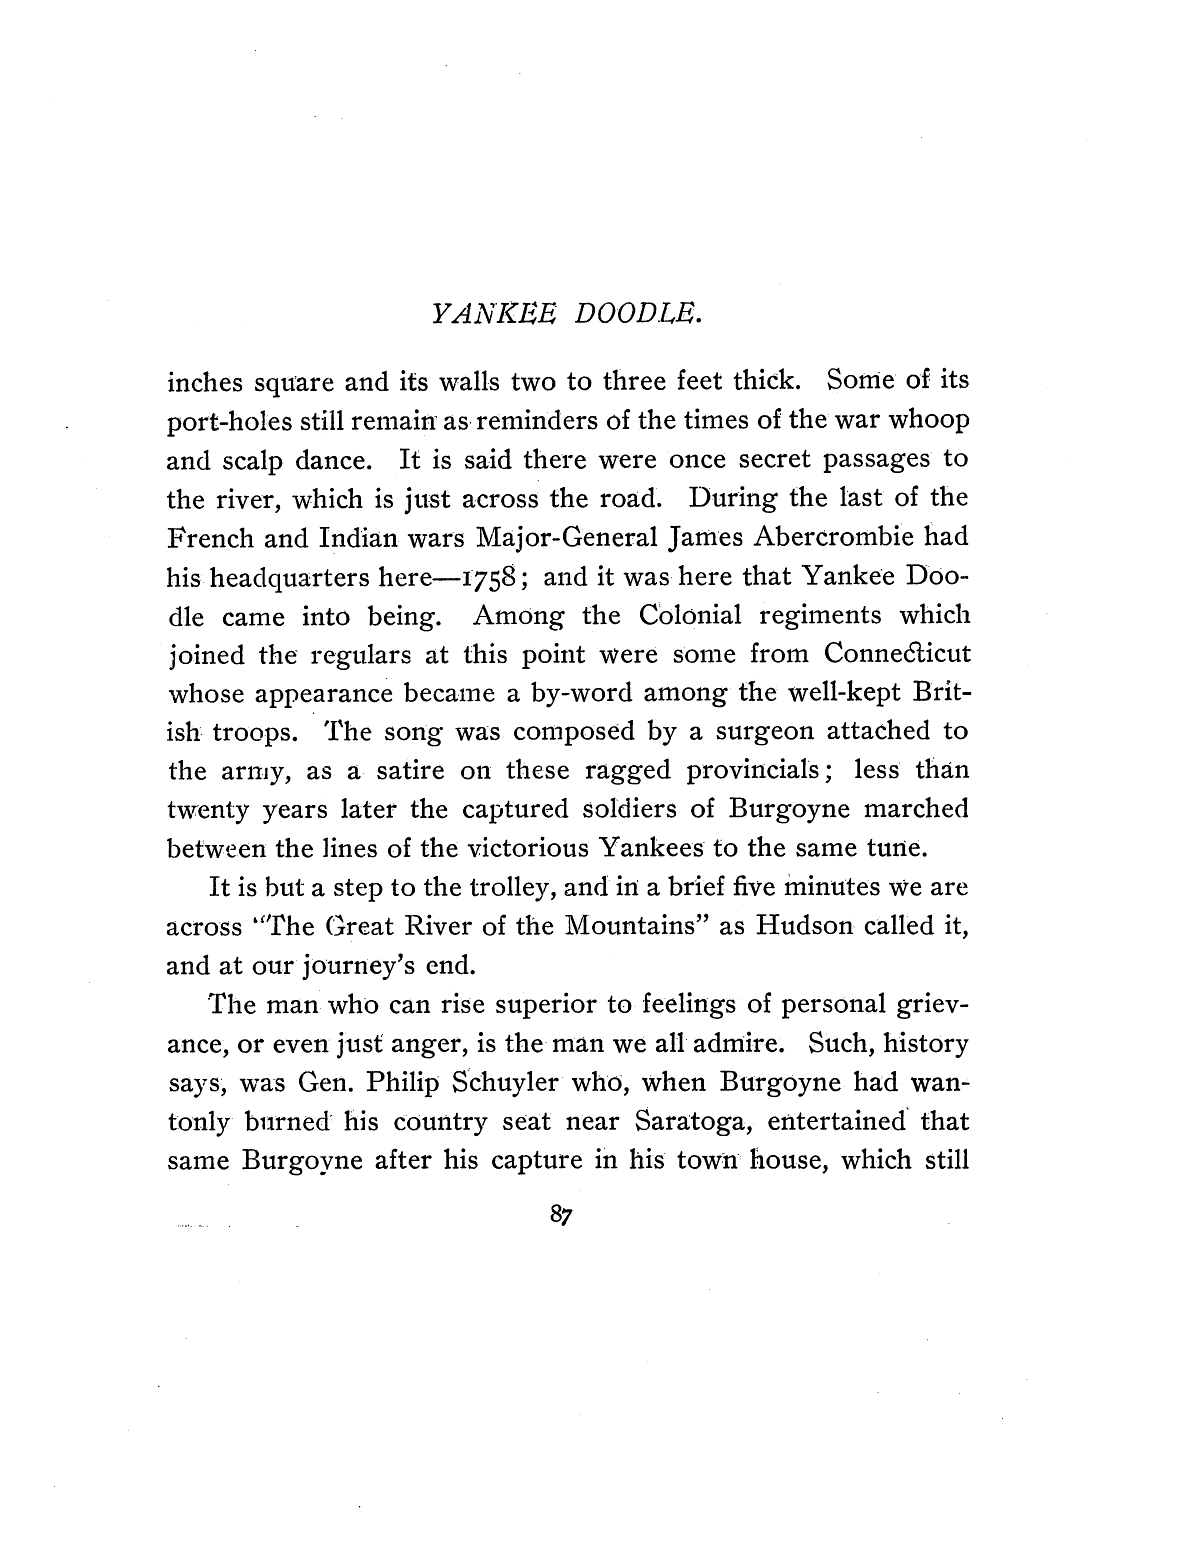 YANKEE DOODLE.
inches square and its walls two to three feet thick. Some of its
port-holes still remain as reminders of the times of the war whoop
and scalp dance. It is said there were once secret passages to
the river, which is just across the road. During the last of the
French and Indian wars Major-General James Abercrombie had
his headquarters here—1758; and it was here that Yankee Doo-
dle came into being. Among the Colonial regiments which
joined the regulars at this point were some from Connecticut
whose appearance became a by-word among the well-kept Brit-
ish troops. The song was composed by a surgeon attached to
the army, as a satire on these ragged provincials; less than
twenty years later the captured soldiers of Burgoyne marched
between the lines of the victorious Yankees to the same tune.
It is but a step to the trolley, and in a brief five minutes we are
across "The Great River of the Mountains" as Hudson called it,
and at our journey's end.
The man who can rise superior to feelings of personal griev-
ance, or even just anger, is the man we all admire. Such, history
says, was Gen. Philip Schuyler who, when Burgoyne had wan-
tonly burned his country seat near Saratoga, entertained that
same Burgoyne after his capture in his town house, which still
87